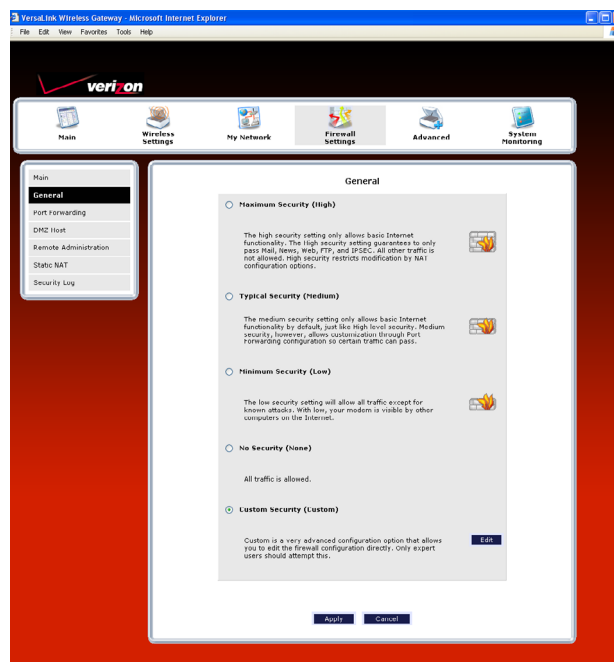 VersaLink Wireless Gateway - Microsoft Internet Explorer
File Edit View Favorites Tools Help
verizon
Main
Wireless Settings
My Network
Firewall Settings
Advanced
System Monitoring
Main
General
Port Forwarding
DMZ Host
Remote Administration
Static NAT
Security Log
General
Maximum Security (High)
The high security setting only allows basic Internet
functionality. The High security setting guarantees to only
pass Mail, News, Web, FTP, and IPSEC. All other traffic is
not allowed. High security restricts modification by NAT
configuration options.
Typical Security (Medium)
The medium security setting only allows basic Internet
functionality by default, just like High level security. Medium
security, however, allows customization through Port
Forwarding configuration so certain traffic can pass.
Minimum Security (Low)
The low security setting will allow all traffic except for
known attacks. With low, your modem is visible by other
computers on the Internet.
No Security (None)
All traffic is allowed.
Custom Security (Custom)
Custom is a very advanced configuration option that allows
you to edit the firewall configuration directly. Only expert
users should attempt this.
Edit
Apply Cancel